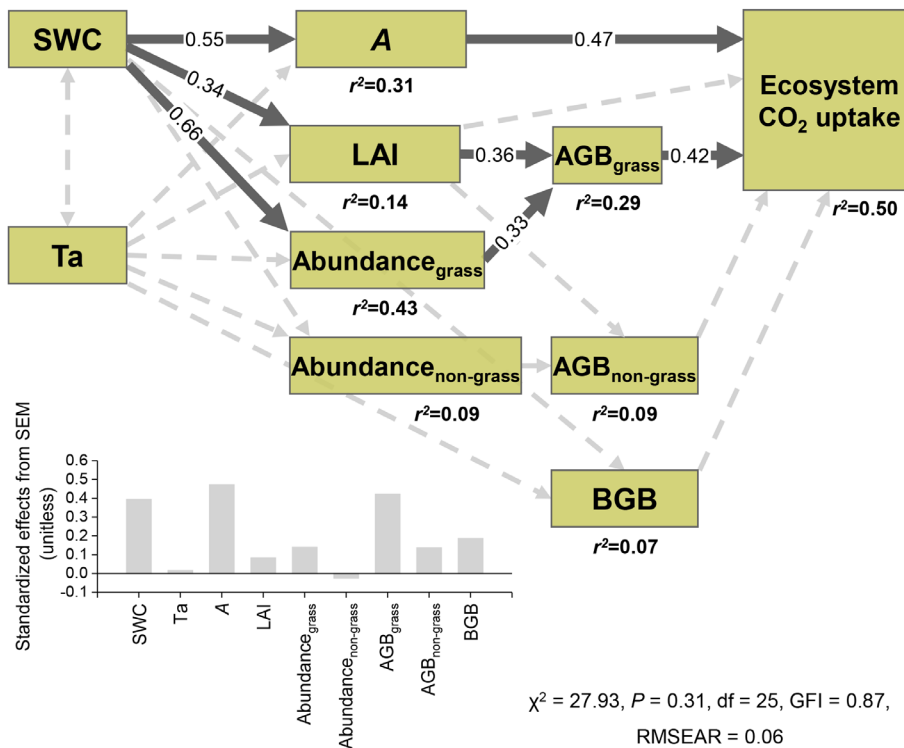 SWC
0.55
A
0.47
Ecosystem
CO₂ uptake
r²=0.31
0.34
0.66
LAI
0.36
AGBgrass
0.42
r²=0.14
r²=0.29
r²=0.50
0.33
Ta
Abundancegrass
r²=0.43
Abundancenon-grass
AGBnon-grass
r²=0.09
r²=0.09
BGB
r²=0.07
Standardized effects from SEM
(unitless)
0.6
0.5
0.4
0.3
0.2
0.1
0.0
-0.1
SWC
Ta
A
LAI
Abundancegrass
Abundancenon-grass
AGBgrass
AGBnon-grass
BGB
χ² = 27.93, P = 0.31, df = 25, GFI = 0.87,
RMSEAR = 0.06